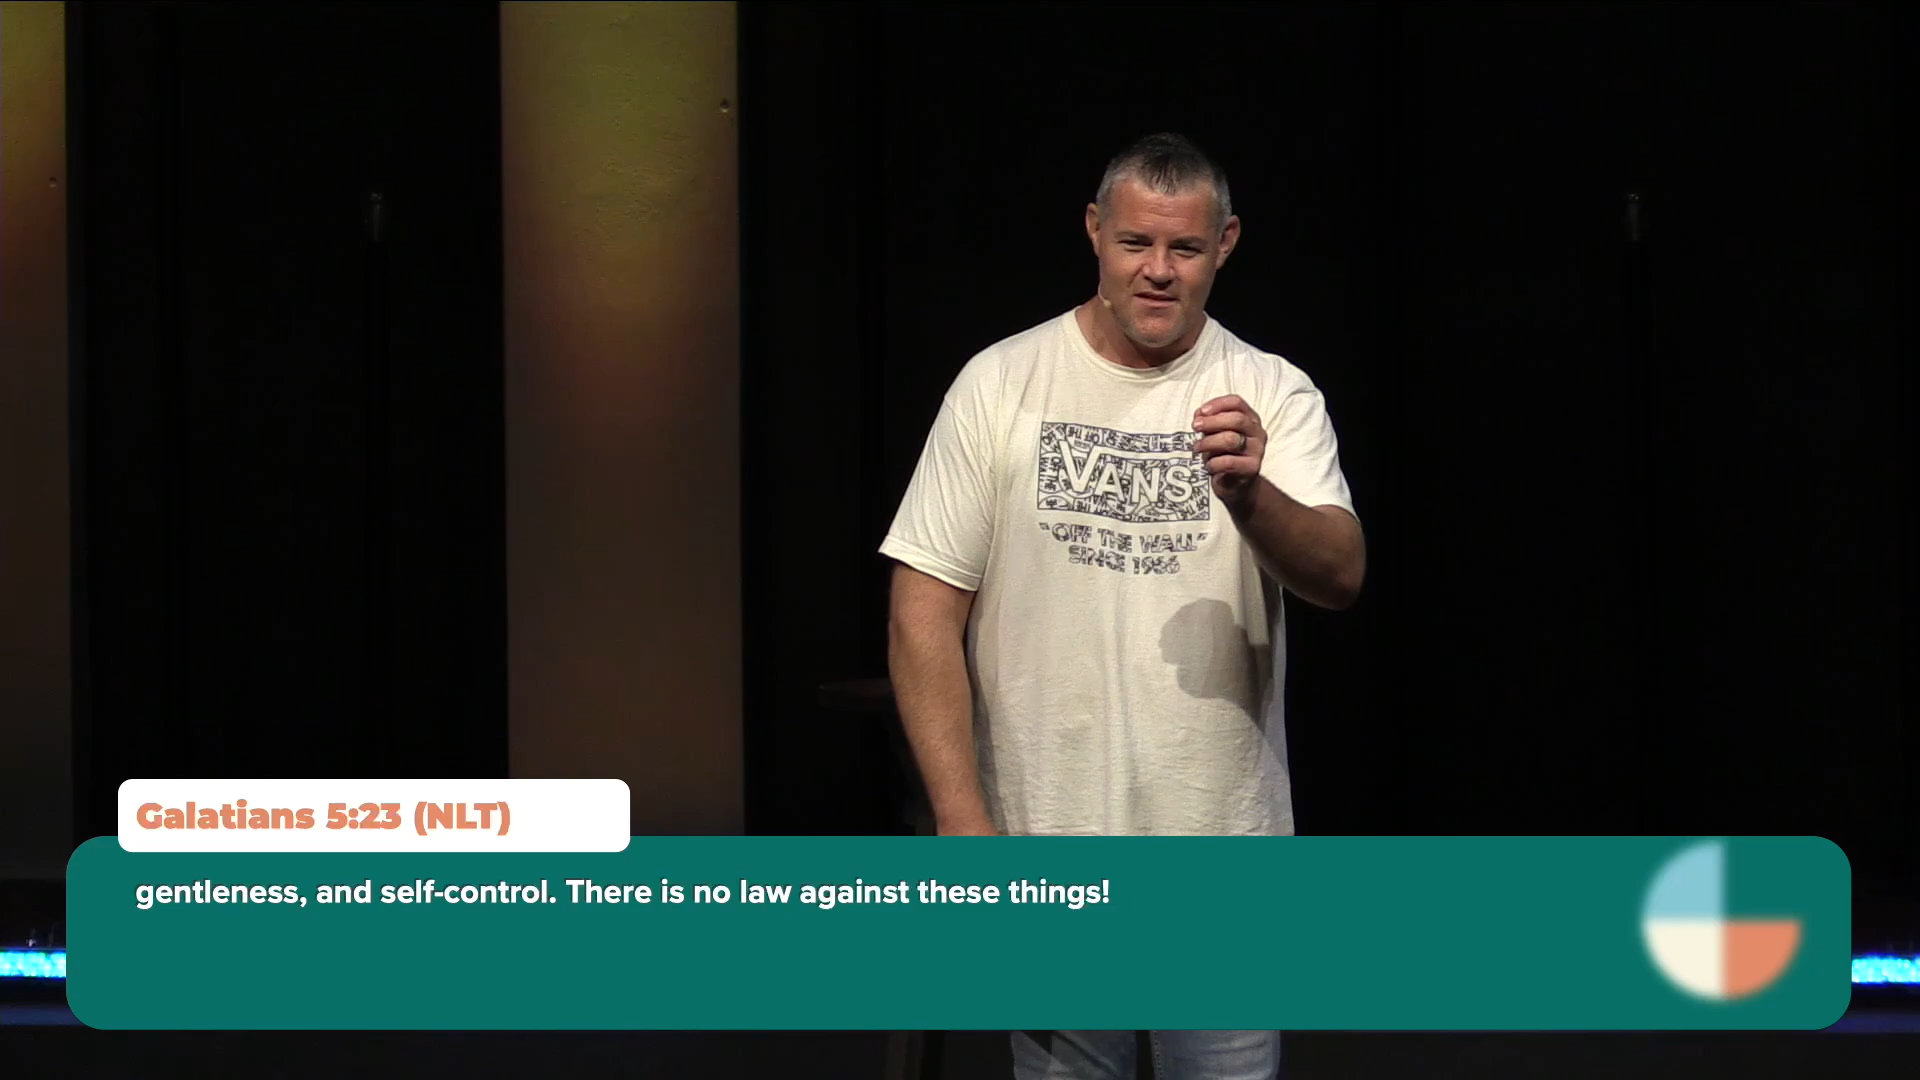 VANS
"OFF THE WALL"
SINCE 1966
Galatians 5:23 (NLT)
gentleness, and self-control. There is no law against these things!